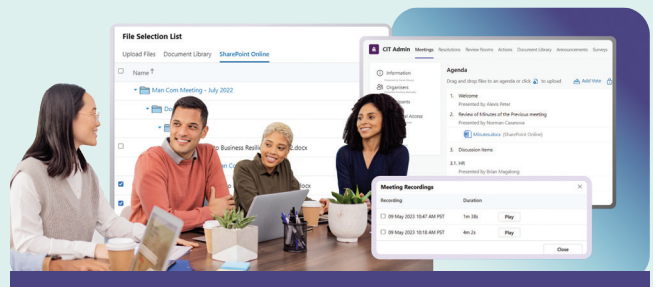 File Selection List
Upload Files Document Library SharePoint Online
Name
Man Com Meeting - July 2022
to Business Resili
.docx
docx
CIT Admin Meetings Resolutions Review Rooms Actions Document Library Announcements Surveys
Information
Organisers
Access
Agenda
Drag and drop files to an agenda or click to upload Add Vote
1. Welcome
Presented by Alexis Peter
2. Review of Minutes of the Previous meeting
Presented by Norman Casanova
Minutes.docx (SharePoint Online)
3. Discussion Items
3.1. HR
Presented by Brian Magdiong
Meeting Recordings
Recording Duration
09 May 2023 10:47 AM PST 1m 38s Play
09 May 2023 10:18 AM PST 4m 2s Play
Close